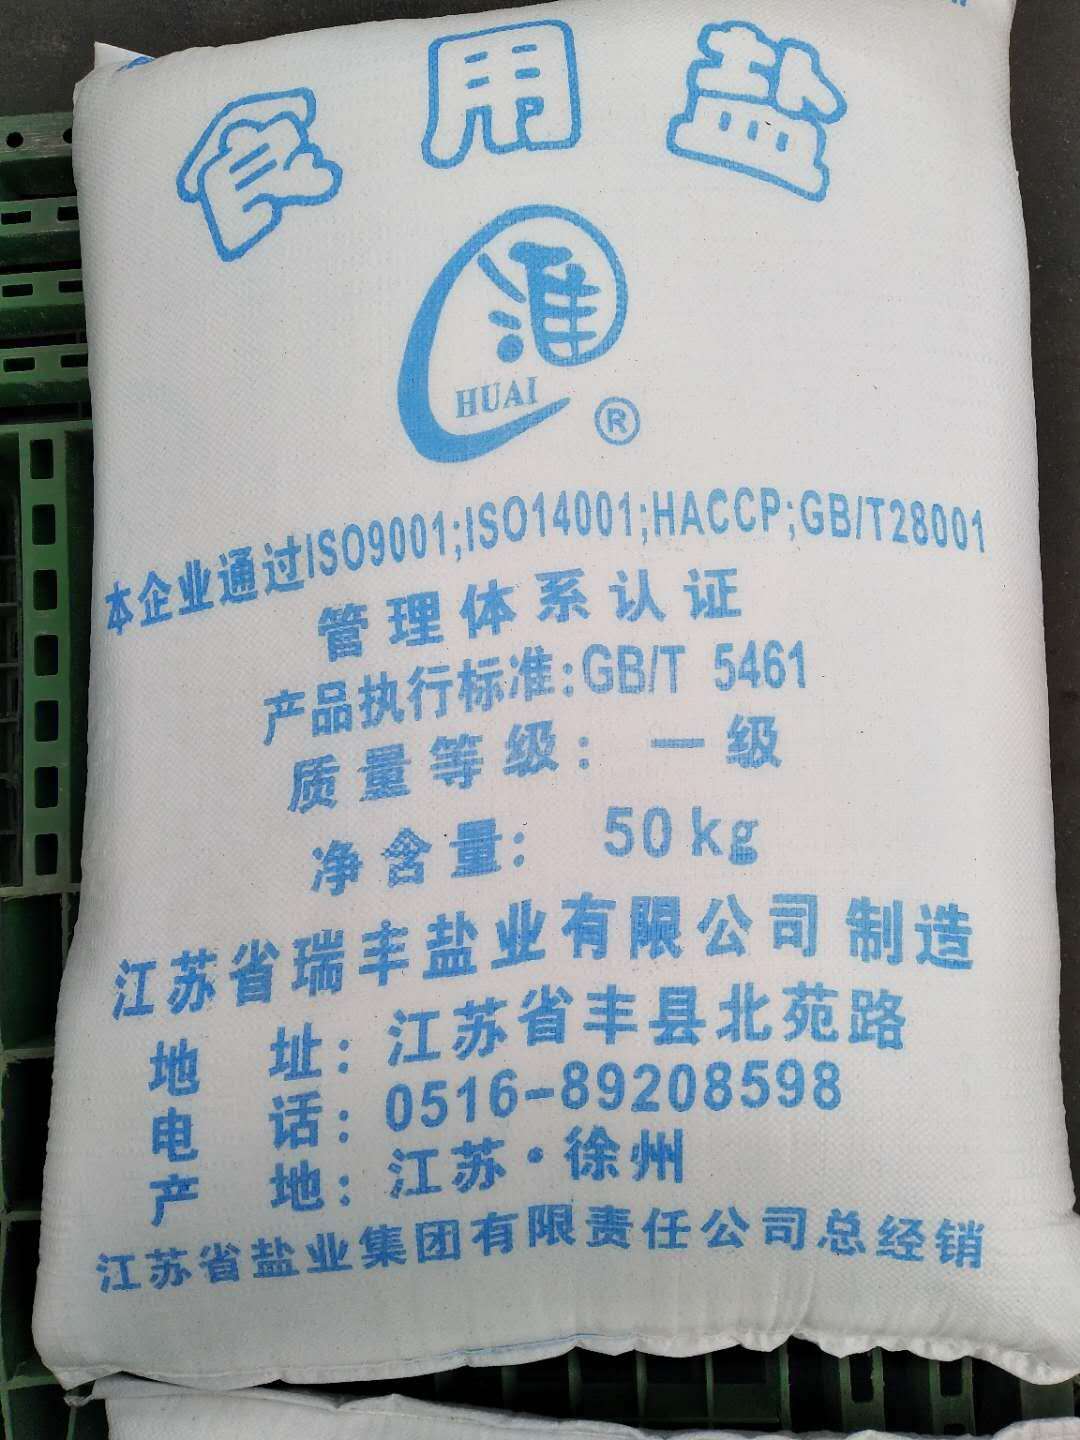 食用盐
淮
HUAI
®
本企业通过ISO9001;ISO14001;HACCP;GB/T28001
管理体系认证
产品执行标准:GB/T 5461
质量等级：一级
净含量: 50kg
江苏省瑞丰盐业有限公司 制造
地 址：江苏省丰县北苑路
电 话：0516-89208598
产 地：江苏·徐州
江苏省盐业集团有限责任公司总经销